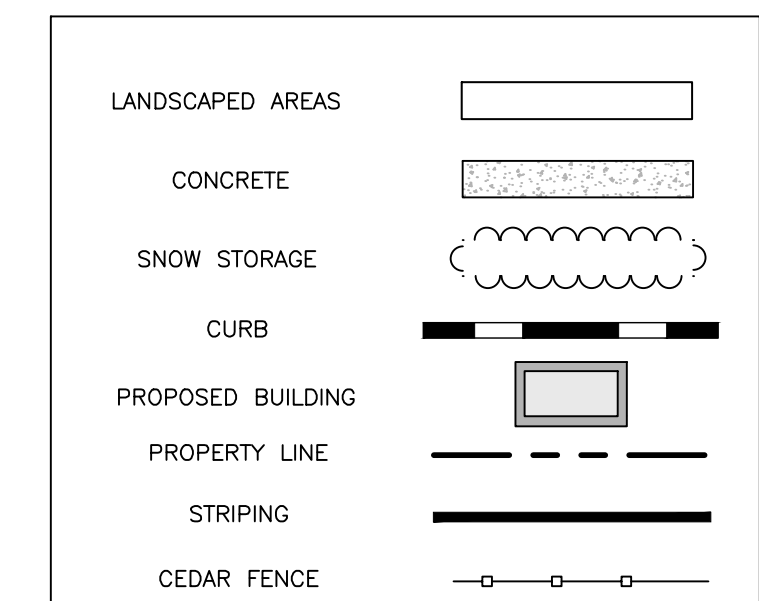 LANDSCAPED AREAS
CONCRETE
SNOW STORAGE
CURB
PROPOSED BUILDING
PROPERTY LINE
STRIPING
CEDAR FENCE